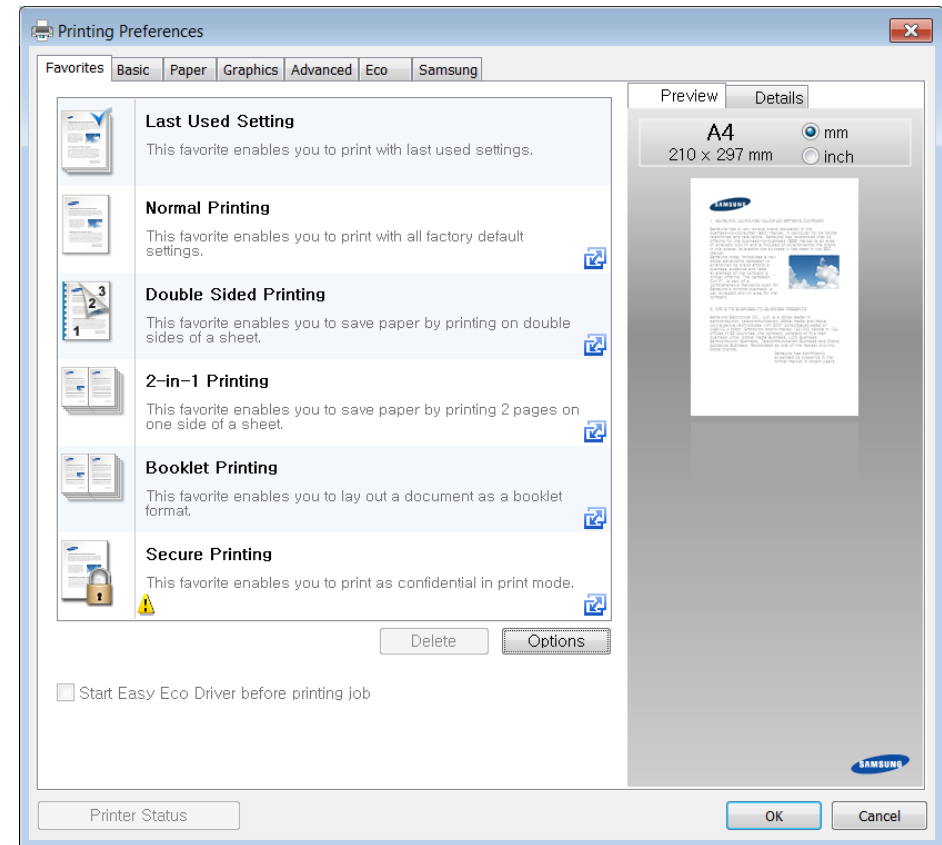 Printing Preferences
Favorites Basic Paper Graphics Advanced Eco Samsung
Last Used Setting
This favorite enables you to print with last used settings.
Normal Printing
This favorite enables you to print with all factory default
settings.
Double Sided Printing
This favorite enables you to save paper by printing on double
sides of a sheet.
2-in-1 Printing
This favorite enables you to save paper by printing 2 pages on
one side of a sheet.
Booklet Printing
This favorite enables you to lay out a document as a booklet
format.
Secure Printing
This favorite enables you to print as confidential in print mode.
Delete Options
Start Easy Eco Driver before printing job
Preview Details
A4
210 × 297 mm
mm
inch
SAMSUNG
SAMSUNG
Printer Status
OK Cancel
3
2
1